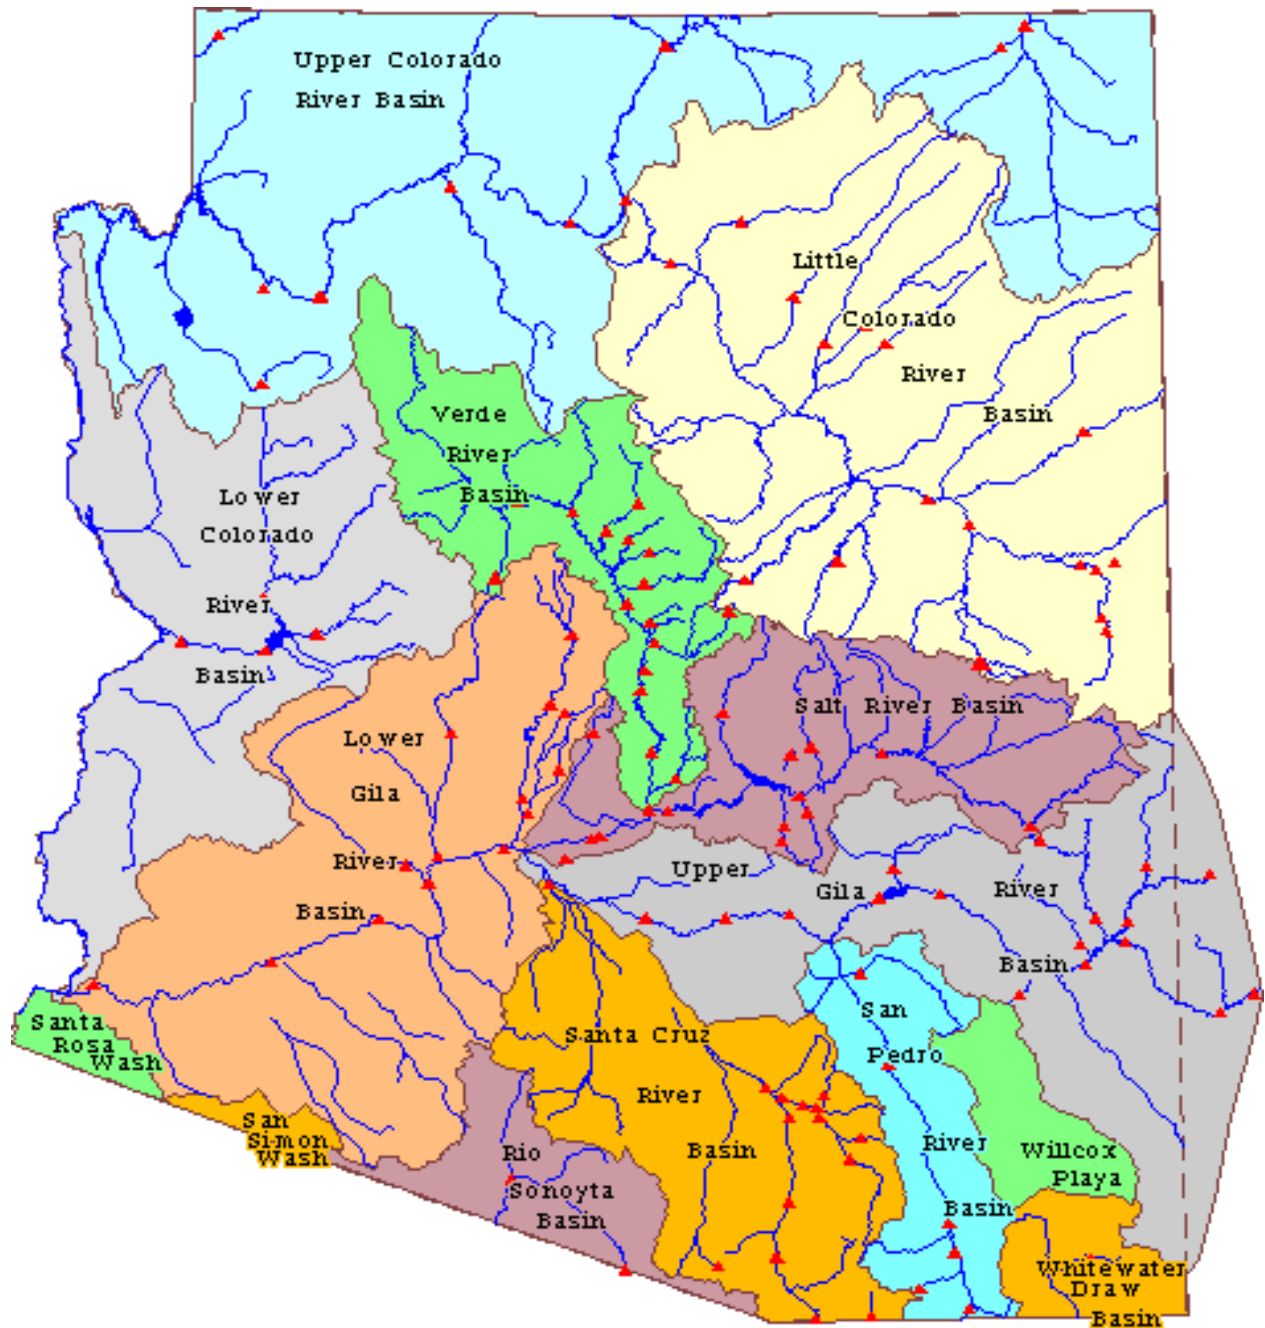 Upper Colorado
River Basin
Little
Colorado
River
Basin
Verde
River
Basin
Lower
Colorado
River
Basin
Salt River Basin
Lower
Gila
River
Basin
Upper
Gila
River
Basin
San
Pedro
River
Basin
Santa
Rosa
Wash
Santa Cruz
River
Basin
San
Simon
Wash
Rio
Sonoyta
Basin
Willcox
Playa
Whitewater
Draw
Basin